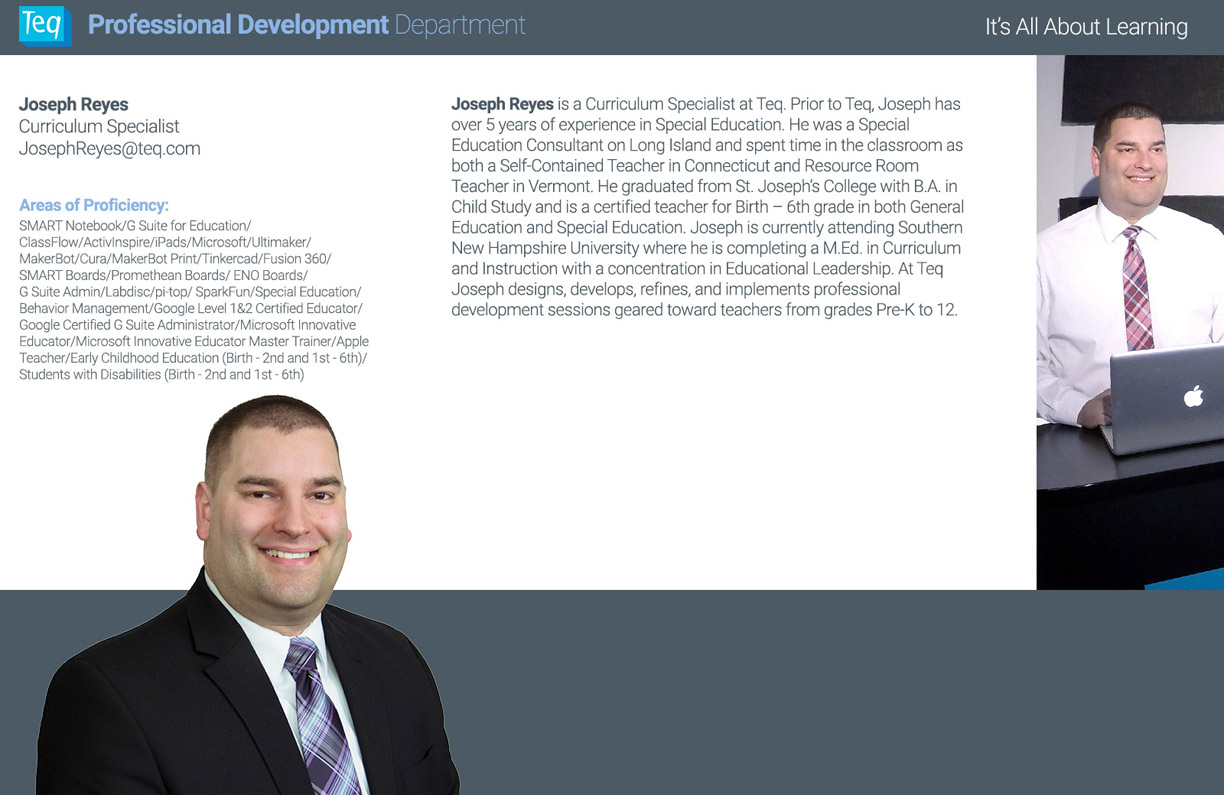 Teq
Professional Development Department
It's All About Learning
Joseph Reyes
Curriculum Specialist
JosephReyes@teq.com
Areas of Proficiency:
SMART Notebook/G Suite for Education/
ClassFlow/ActivInspire/iPads/Microsoft/Ultimaker/
MakerBot/Cura/MakerBot Print/Tinkercad/Fusion 360/
SMART Boards/Promethean Boards/ ENO Boards/
G Suite Admin/Labdisc/pi-top/ SparkFun/Special Education/
Behavior Management/Google Level 1&2 Certified Educator/
Google Certified G Suite Administrator/Microsoft Innovative
Educator/Microsoft Innovative Educator Master Trainer/Apple
Teacher/Early Childhood Education (Birth - 2nd and 1st - 6th)/
Students with Disabilities (Birth - 2nd and 1st - 6th)
Joseph Reyes is a Curriculum Specialist at Teq. Prior to Teq, Joseph has
over 5 years of experience in Special Education. He was a Special
Education Consultant on Long Island and spent time in the classroom as
both a Self-Contained Teacher in Connecticut and Resource Room
Teacher in Vermont. He graduated from St. Joseph's College with B.A. in
Child Study and is a certified teacher for Birth – 6th grade in both General
Education and Special Education. Joseph is currently attending Southern
New Hampshire University where he is completing a M.Ed. in Curriculum
and Instruction with a concentration in Educational Leadership. At Teq
Joseph designs, develops, refines, and implements professional
development sessions geared toward teachers from grades Pre-K to 12.